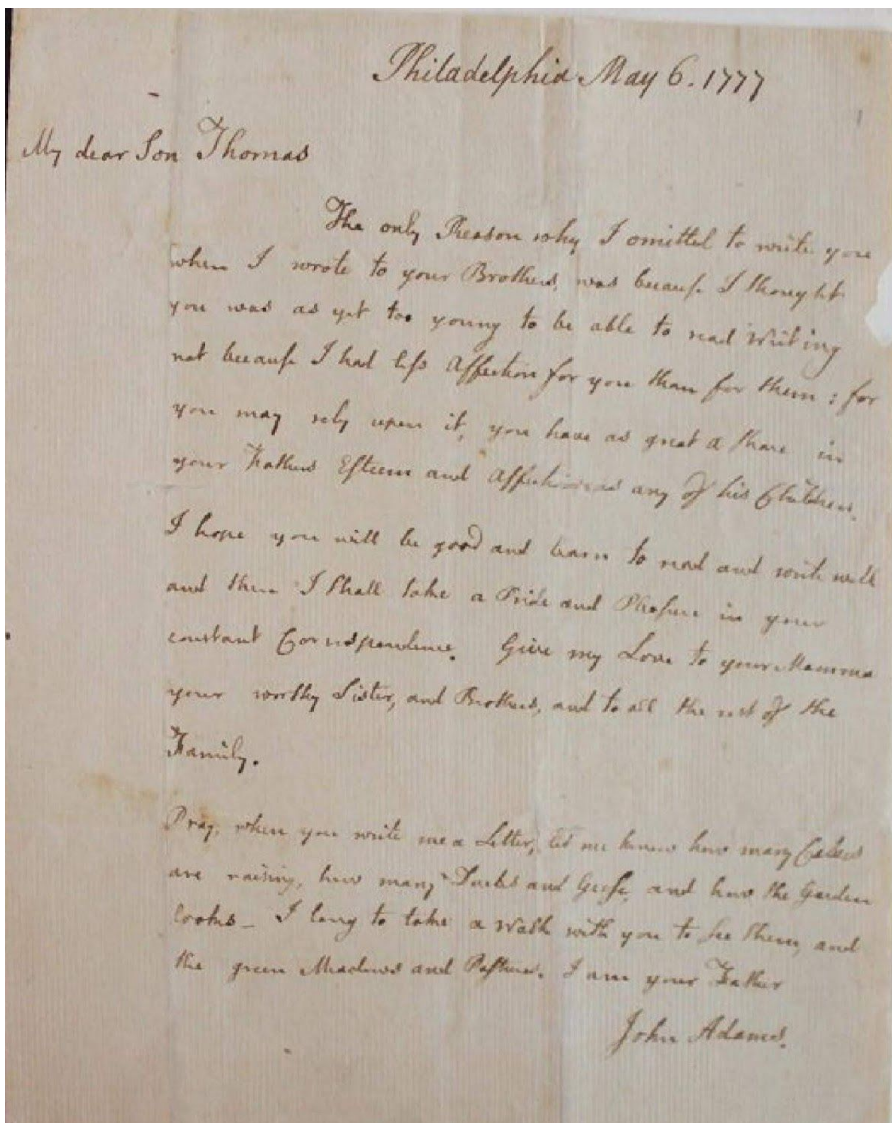 Philadelphia May 6. 1777
My dear Son Thomas
The only Reason why I omitted to write you
when I wrote to your Brothers, was because I thought
you was as yet too young to be able to read Writing
not because I had less Affection for you than for them: for
you may rely upon it, you have as great a share in
your Fathers Esteem and Affection as any of his Children.
I hope you will be good and learn to read and write well
and then I shall take a Pride and Pleasure in your
constant Correspondence. Give my Love to your Mamma
your worthy Sister, and Brothers, and to all the rest of the
Family.
Pray, when you write me a Letter, let me know how many Calves
are raising, how many Ducks and Geese, and how the Garden
looks_ I long to take a Walk with you to see them, and
the green Meadows and Pastures. I am your Father
John Adams.